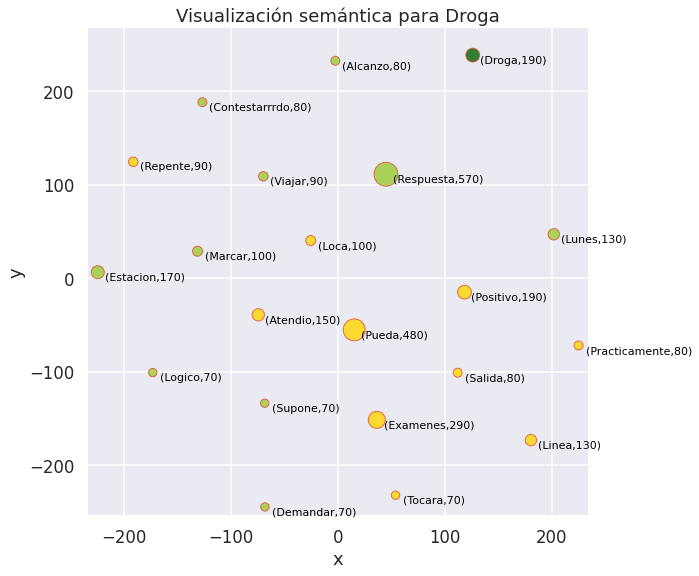 Visualización semántica para Droga
(Droga,190)
(Alcanzo,80)
(Contestarrrdo,80)
(Repente,90)
(Viajar,90)
(Respuesta,570)
(Lunes,130)
(Loca,100)
(Marcar,100)
(Estacion,170)
(Positivo,190)
(Atendio,150)
(Pueda,480)
(Practicamente,80)
(Logico,70)
(Salida,80)
(Supone,70)
(Examenes,290)
(Linea,130)
(Tocara,70)
(Demandar,70)
y
200
100
0
−100
−200
−200
−100
0
100
200
x